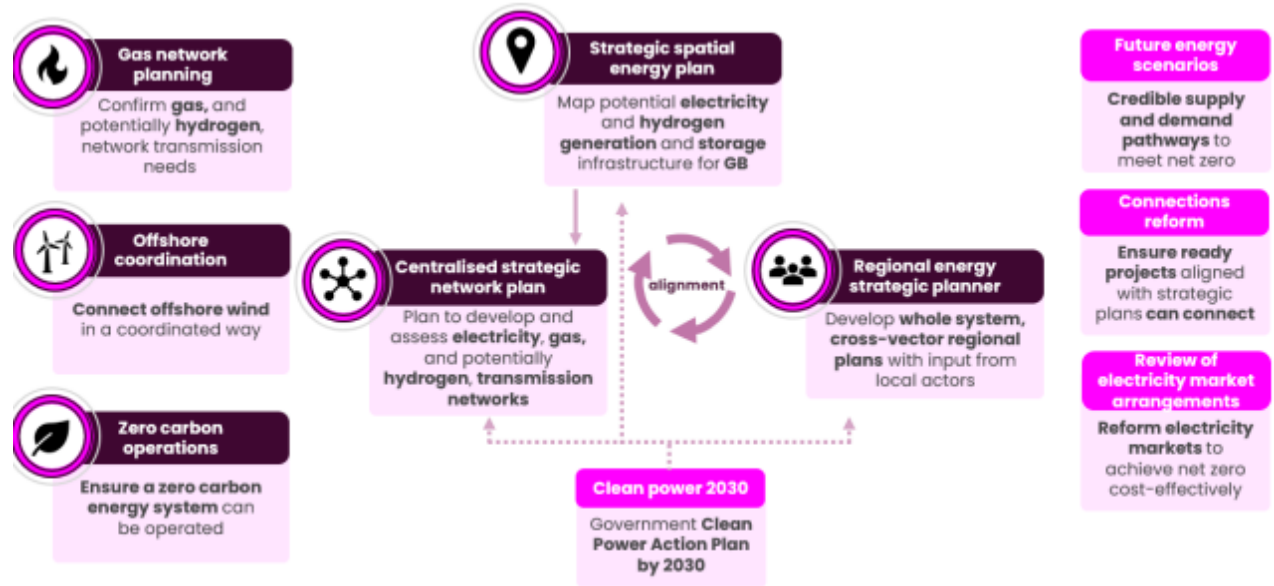 Gas network
planning
Confirm gas, and
potentially hydrogen,
network transmission
needs
Offshore
coordination
Connect offshore wind
in a coordinated way
Zero carbon
operations
Ensure a zero carbon
energy system can
be operated
Strategic spatial
energy plan
Map potential electricity
and hydrogen
generation and storage
infrastructure for GB
Centralised strategic
network plan
Plan to develop and
assess electricity, gas,
and potentially
hydrogen, transmission
networks
alignment
Regional energy
strategic planner
Develop whole system,
cross-vector regional
plans with input from
local actors
Clean power 2030
Government Clean
Power Action Plan
by 2030
Future energy
scenarios
Credible supply
and demand
pathways to
meet net zero
Connections
reform
Ensure ready
projects aligned
with strategic
plans can connect
Review of
electricity market
arrangements
Reform electricity
markets to
achieve net zero
cost-effectively